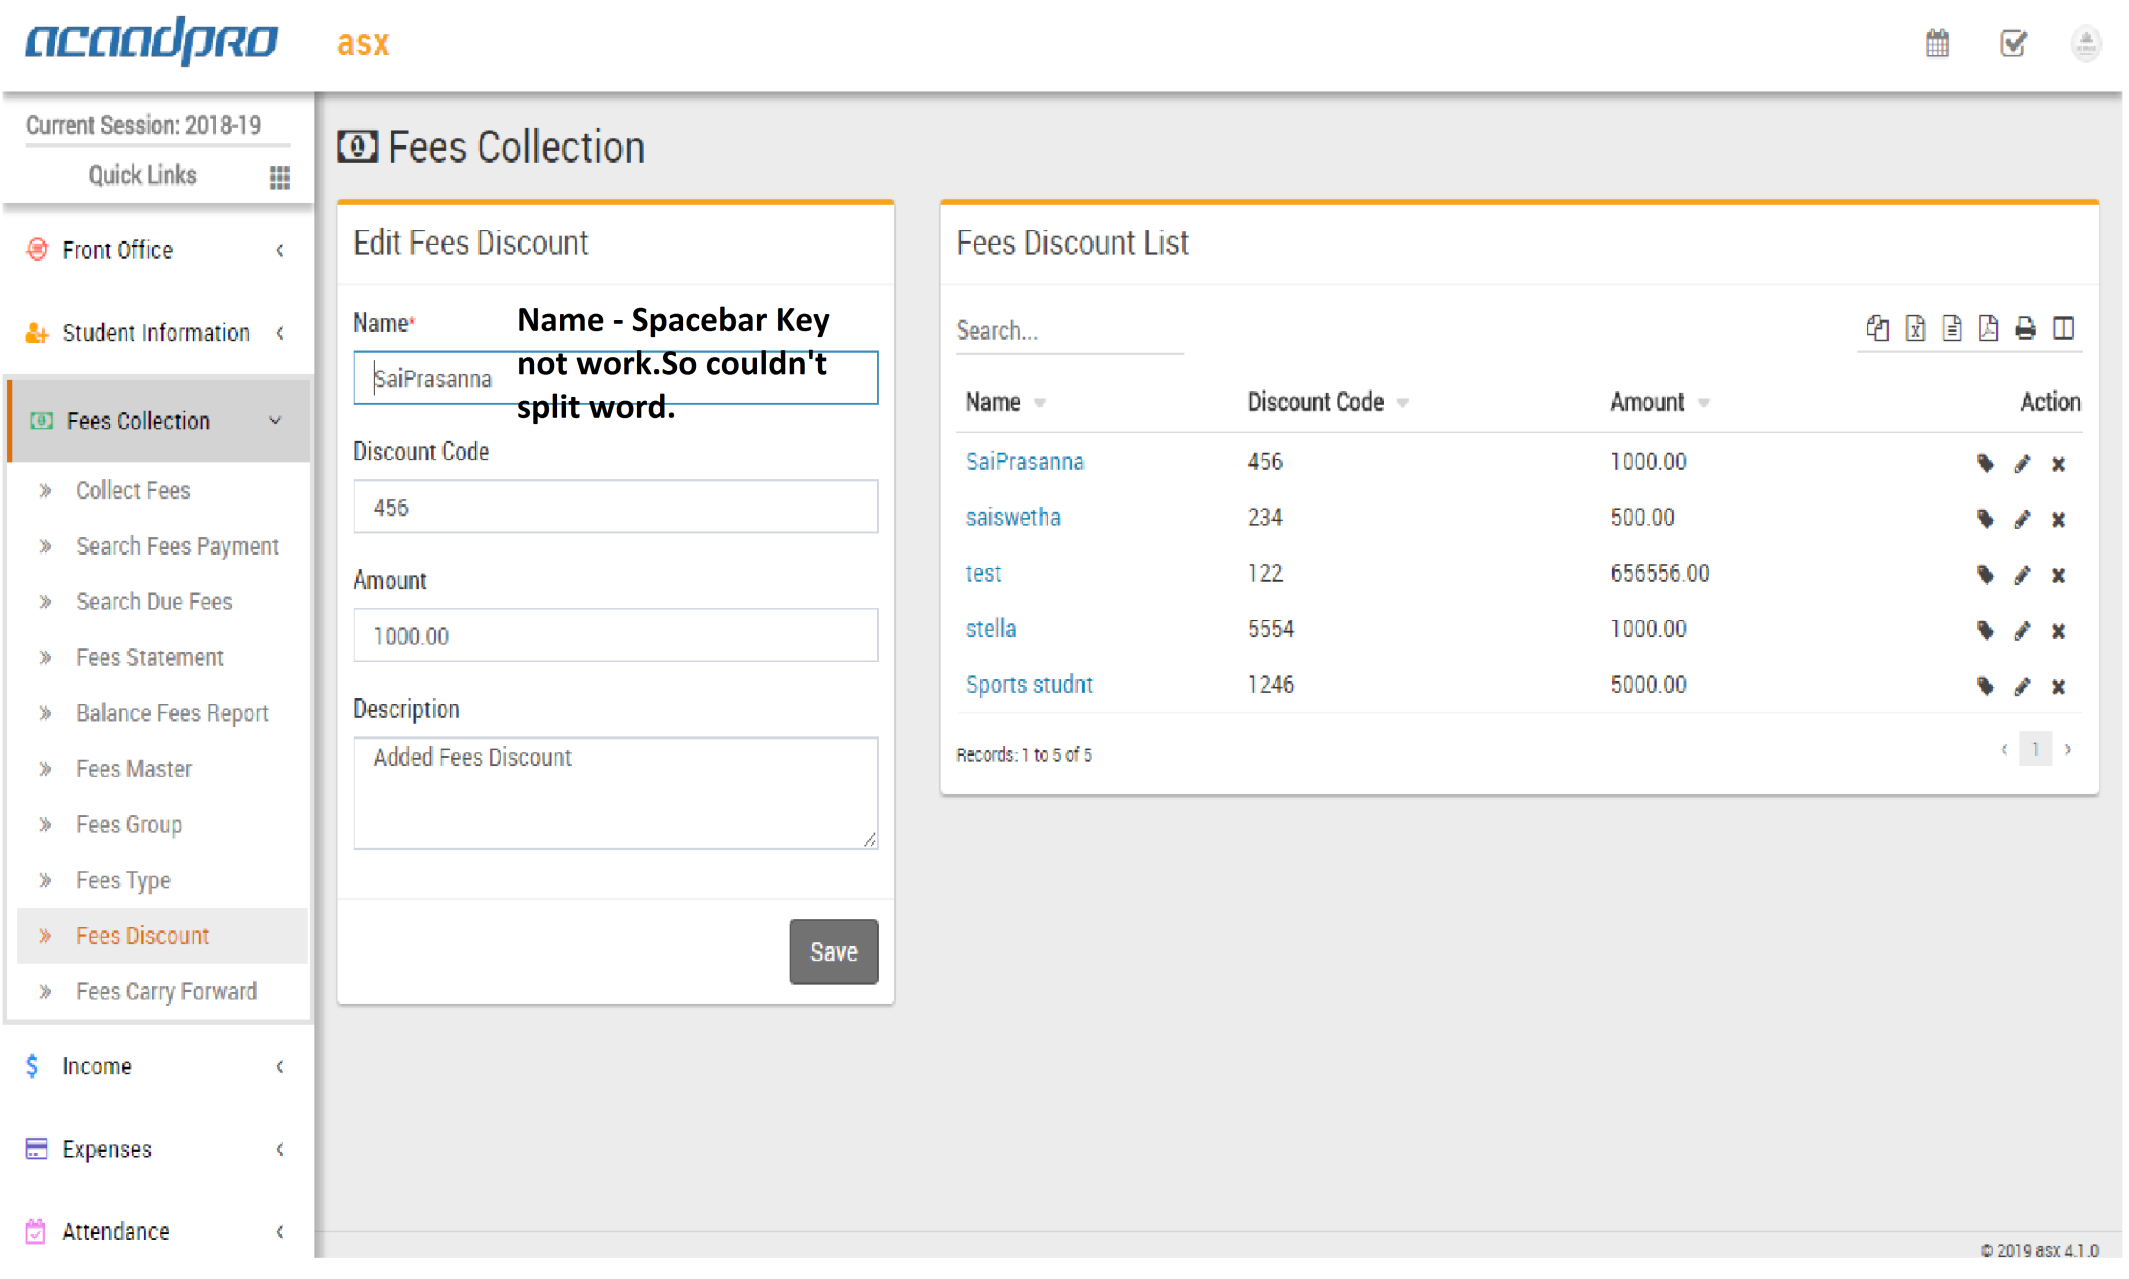 acaadpro
asx
Current Session: 2018-19
Quick Links
Front Office
Student Information
Fees Collection
Collect Fees
Search Fees Payment
Search Due Fees
Fees Statement
Balance Fees Report
Fees Master
Fees Group
Fees Type
Fees Discount
Fees Carry Forward
Income
Expenses
Attendance
Fees Collection
Edit Fees Discount
Name*
Name - Spacebar Key
not work.So couldn't
split word.
SaiPrasanna
Discount Code
456
Amount
1000.00
Description
Added Fees Discount
Save
Fees Discount List
Search...
Name Discount Code Amount Action
SaiPrasanna 456 1000.00
saiswetha 234 500.00
test 122 656556.00
stella 5554 1000.00
Sports studnt 1246 5000.00
Records: 1 to 5 of 5
1
© 2019 asx 4.1.0